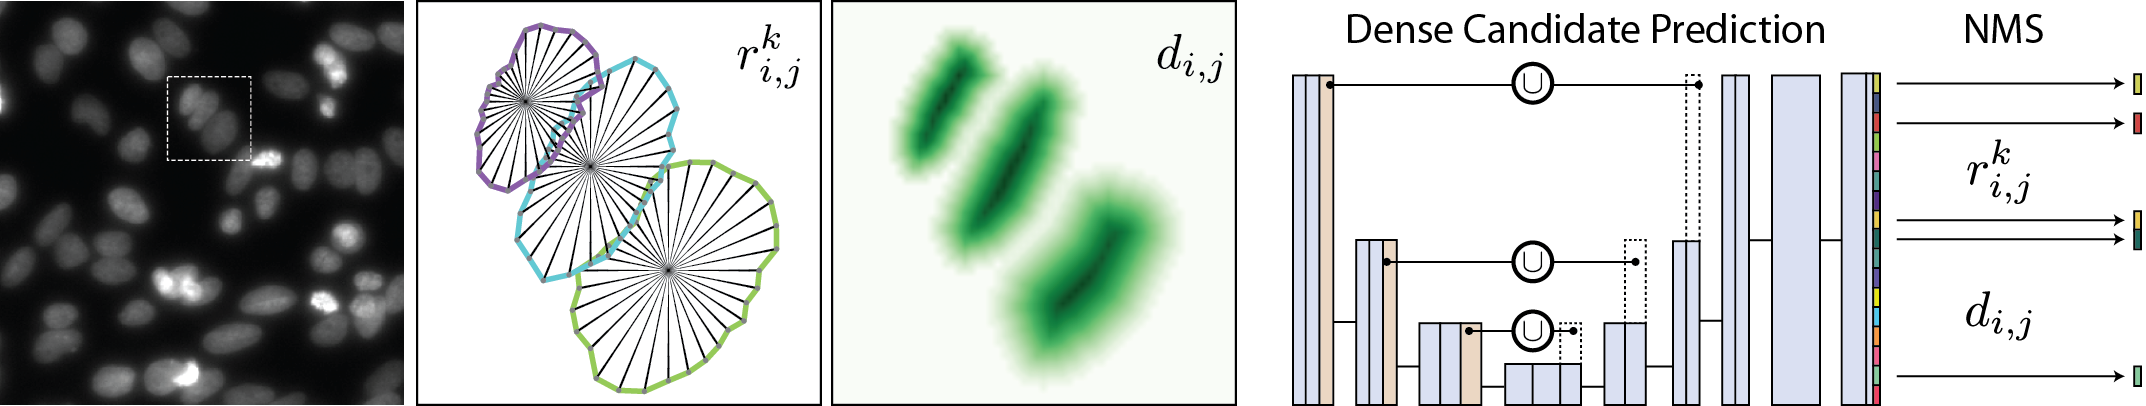 r^k_{i,j}
d_{i,j}
Dense Candidate Prediction
NMS
∪
∪
∪
r^k_{i,j}
d_{i,j}